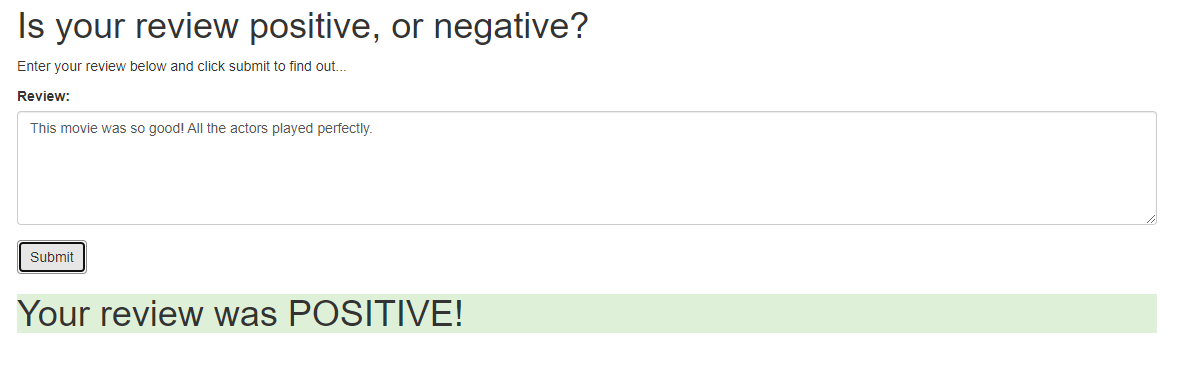 Is your review positive, or negative?
Enter your review below and click submit to find out...
Review:
This movie was so good! All the actors played perfectly.
Submit
Your review was POSITIVE!